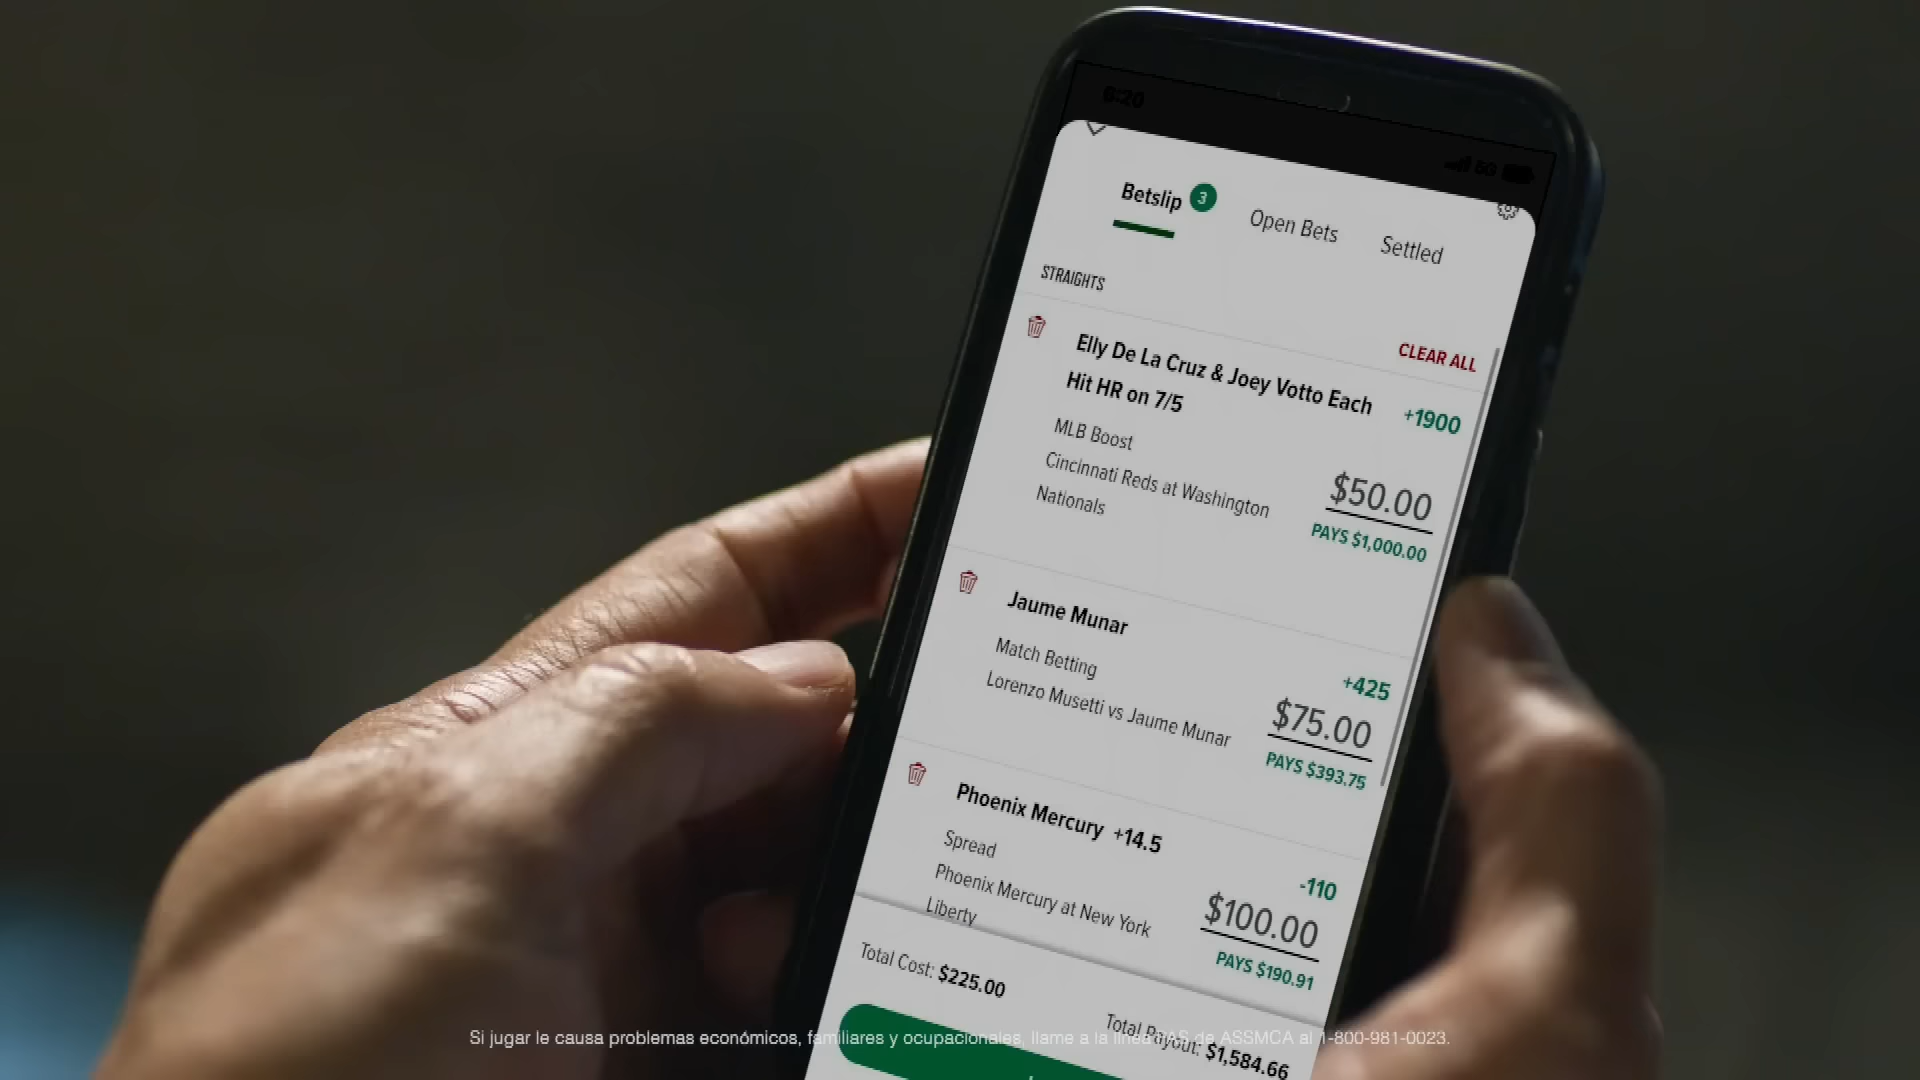 6:20
5G
Betslip 3
Open Bets
Settled
STRAIGHTS
CLEAR ALL
Elly De La Cruz & Joey Votto Each
Hit HR on 7/5
+1900
MLB Boost
Cincinnati Reds at Washington
Nationals
$50.00
PAYS $1,000.00
Jaume Munar
+425
Match Betting
Lorenzo Musetti vs Jaume Munar
$75.00
PAYS $393.75
Phoenix Mercury +14.5
-110
Spread
Phoenix Mercury at New York
Liberty
$100.00
PAYS $190.91
Total Cost: $225.00
Total Payout: $1,584.66
Si jugar le causa problemas económicos, familiares y ocupacionales, llame a la línea PAS de ASSMCA al 1-800-981-0023.